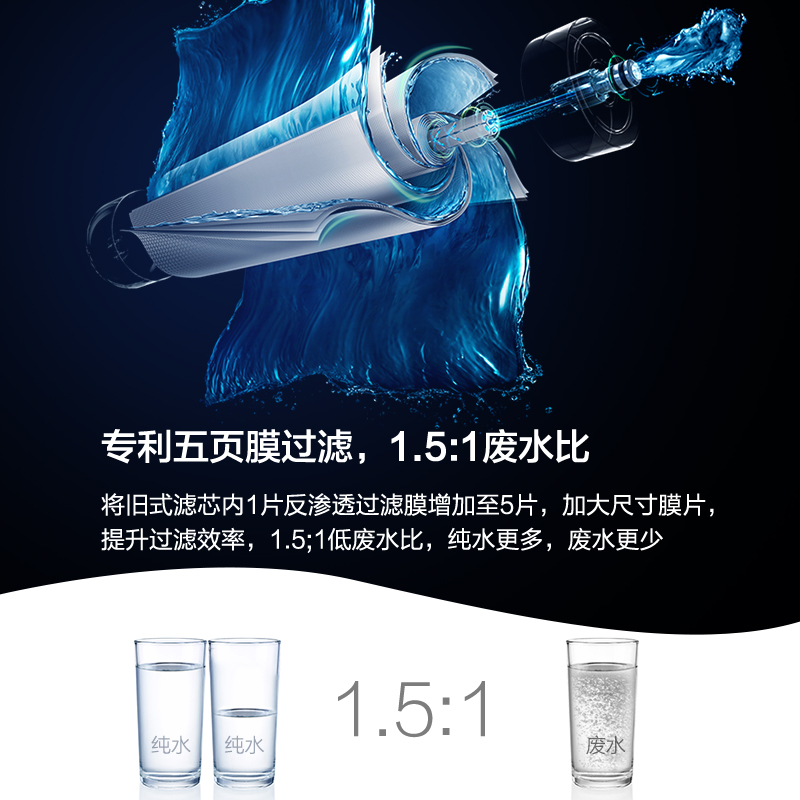 专利五页膜过滤，1.5:1废水比
将旧式滤芯内1片反渗透过滤膜增加至5片，加大尺寸膜片，
提升过滤效率，1.5;1低废水比，纯水更多，废水更少
1.5:1
纯水 纯水 废水